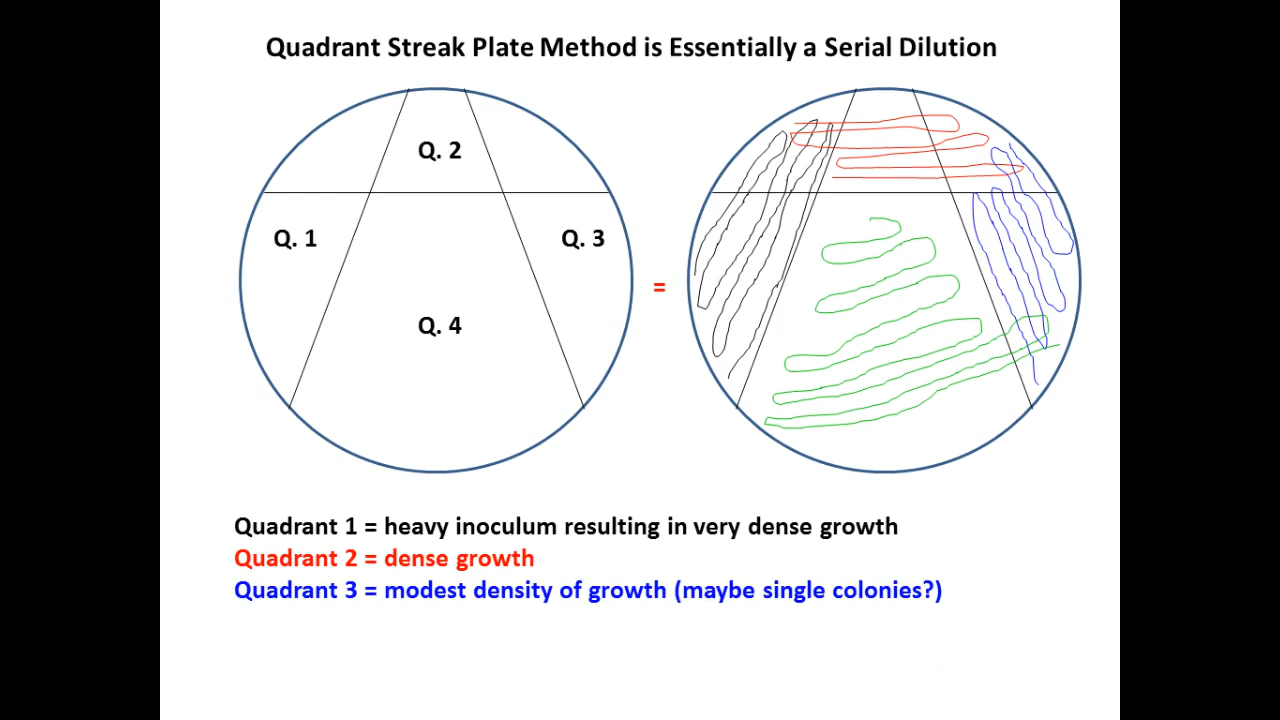 Quadrant Streak Plate Method is Essentially a Serial Dilution
Q. 2
Q. 1
Q. 3
Q. 4
=
Quadrant 1 = heavy inoculum resulting in very dense growth
Quadrant 2 = dense growth
Quadrant 3 = modest density of growth (maybe single colonies?)